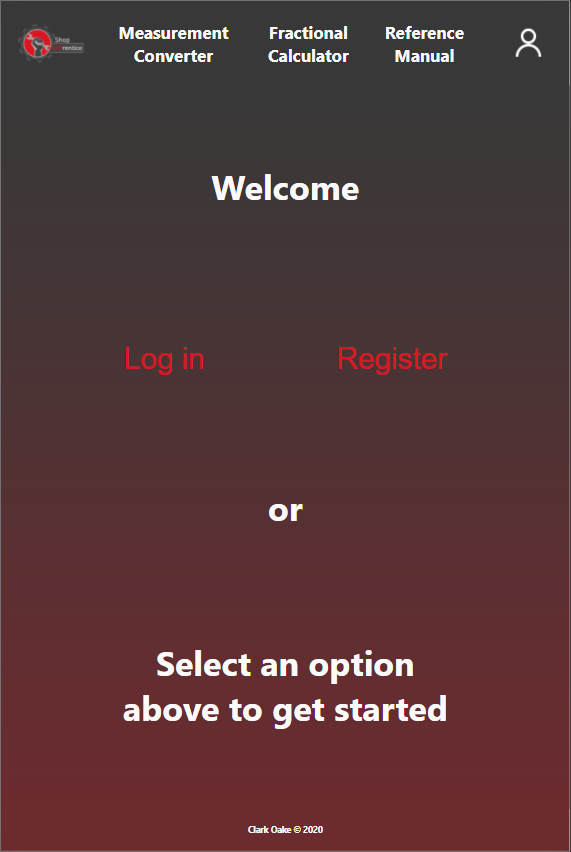 Shop
rentice
Measurement
Converter
Fractional
Calculator
Reference
Manual
Welcome
Log in
Register
or
Select an option
above to get started
Clark Oake © 2020